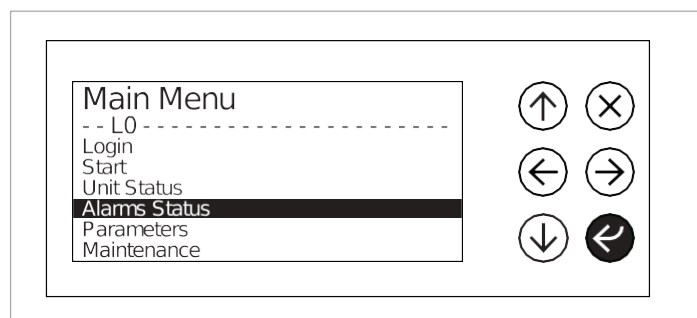 Main Menu
- - L0 - - - - - - - - - - - - - - - - - - - - - -
Login
Start
Unit Status
Alarms Status
Parameters
Maintenance